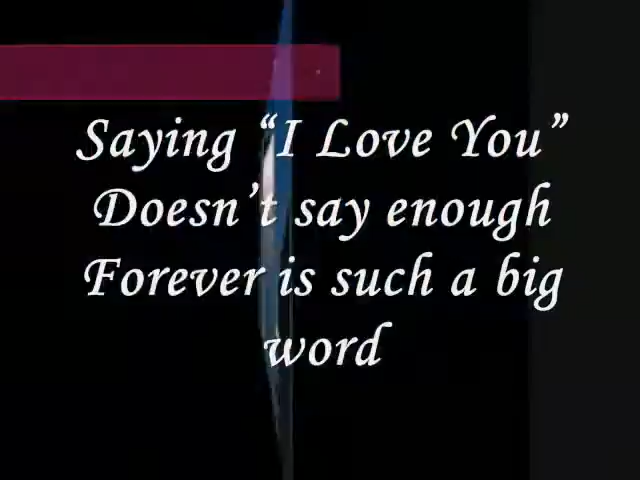 Saying “I Love You”
Doesn’t say enough
Forever is such a big
word